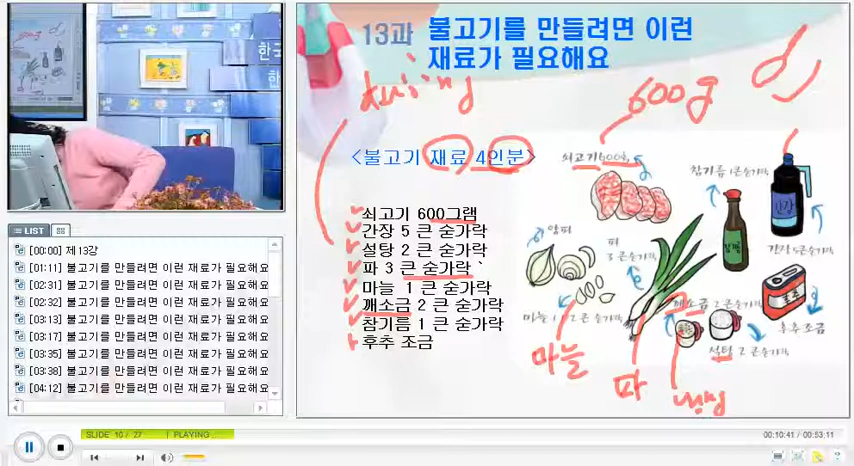 13과 불고기를 만들려면 이런
재료가 필요해요
600g
<불고기 재료 4인분>
쇠고기 600그램
간장 5 큰 숟가락
설탕 2 큰 숟가락
파 3 큰 숟가락
마늘 1 큰 숟가락
깨소금 2 큰 숟가락
참기름 1 큰 숟가락
후추 조금
쇠고기 600g
참기름 1큰숟가락
간장
간장 5큰숟가락
양파
파
3 큰숟가락
후추
후추 조금
깨소금 2 큰숟가락
설탕 2 큰숟가락
마늘
파
한국
한
LIST
[00:00] 제 13강
[01:11] 불고기를 만들려면 이런 재료가 필요해요
[02:31] 불고기를 만들려면 이런 재료가 필요해요
[02:32] 불고기를 만들려면 이런 재료가 필요해요
[03:13] 불고기를 만들려면 이런 재료가 필요해요
[03:17] 불고기를 만들려면 이런 재료가 필요해요
[03:35] 불고기를 만들려면 이런 재료가 필요해요
[03:38] 불고기를 만들려면 이런 재료가 필요해요
[04:12] 불고기를 만들려면 이런 재료가 필요해요
SLIDE 10 / 27 | PLAYING
00:10:41 / 00:53:11